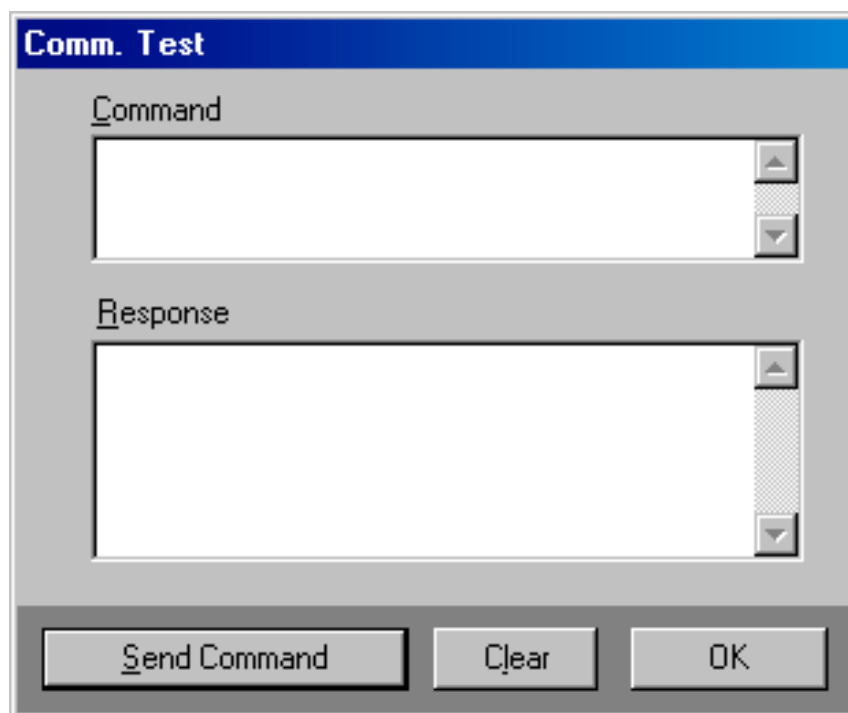 Comm. Test
Command
Response
Send Command
Clear
OK